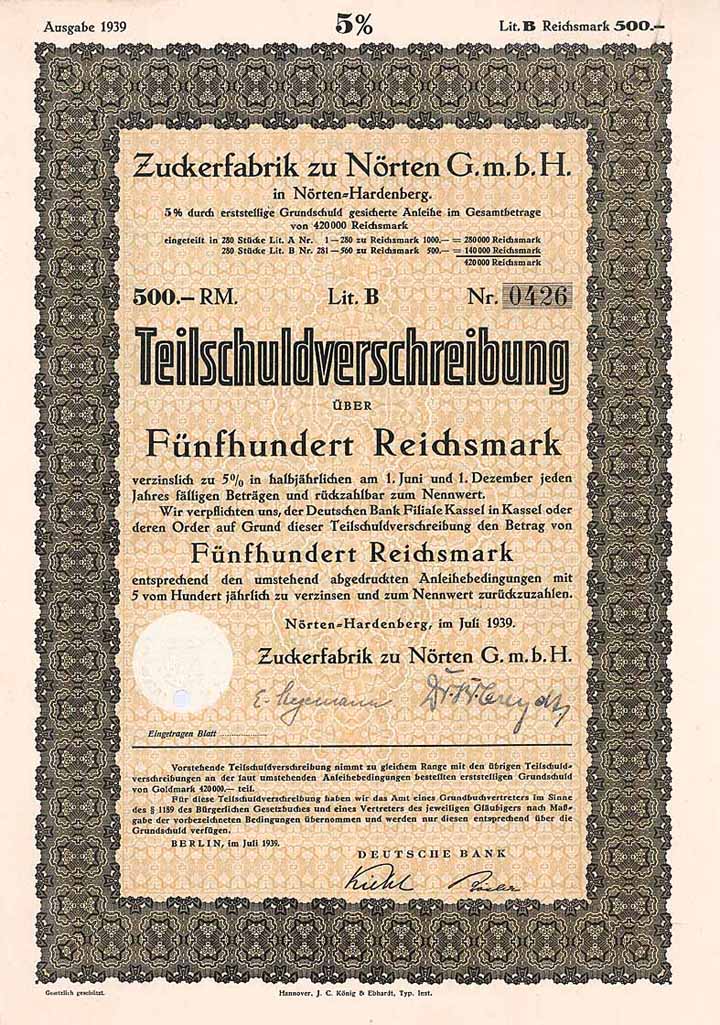 Ausgabe 1939
5%
Lit. B Reichsmark 500.–
Zuckerfabrik zu Nörten G.m.b.H.
in Nörten=Hardenberg.
5% durch erststellige Grundschuld gesicherte Anleihe im Gesamtbetrage
von 420000 Reichsmark
eingeteilt in 280 Stücke Lit. A Nr. 1–280 zu Reichsmark 1000.— = 280000 Reichsmark
280 Stücke Lit. B Nr. 281–560 zu Reichsmark 500.— = 140000 Reichsmark
420000 Reichsmark
500.– RM. Lit. B Nr. 0426
Teilschuldverschreibung
ÜBER
Fünfhundert Reichsmark
verzinslich zu 5% in halbjährlichen am 1. Juni und 1. Dezember jeden
Jahres fälligen Beträgen und rückzahlbar zum Nennwert.
Wir verpflichten uns, der Deutschen Bank Filiale Kassel in Kassel oder
deren Order auf Grund dieser Teilschuldverschreibung den Betrag von
Fünfhundert Reichsmark
entsprechend den umstehend abgedruckten Anleihebedingungen mit
5 vom Hundert jährlich zu verzinsen und zum Nennwert zurückzuzahlen.
Nörten=Hardenberg, im Juli 1939.
Zuckerfabrik zu Nörten G.m.b.H.
Eingetragen Blatt
Vorstehende Teilschuldverschreibung nimmt zu gleichem Range mit den übrigen Teilschuld=
verschreibungen an der laut umstehenden Anleihebedingungen bestellten erststelligen Grundschuld
von Goldmark 420000.— teil.
Für diese Teilschuldverschreibung haben wir das Amt eines Grundbuchvertreters im Sinne
des § 1189 des Bürgerlichen Gesetzbuches und eines Vertreters des jeweiligen Gläubigers nach Maß=
gabe der vorbezeichneten Bedingungen übernommen und werden nur diesen entsprechend über die
Grundschuld verfügen.
BERLIN, im Juli 1939.
DEUTSCHE BANK
Gesetzlich geschützt.
Hannover, J. C. König & Ebhardt, Typ. Inst.